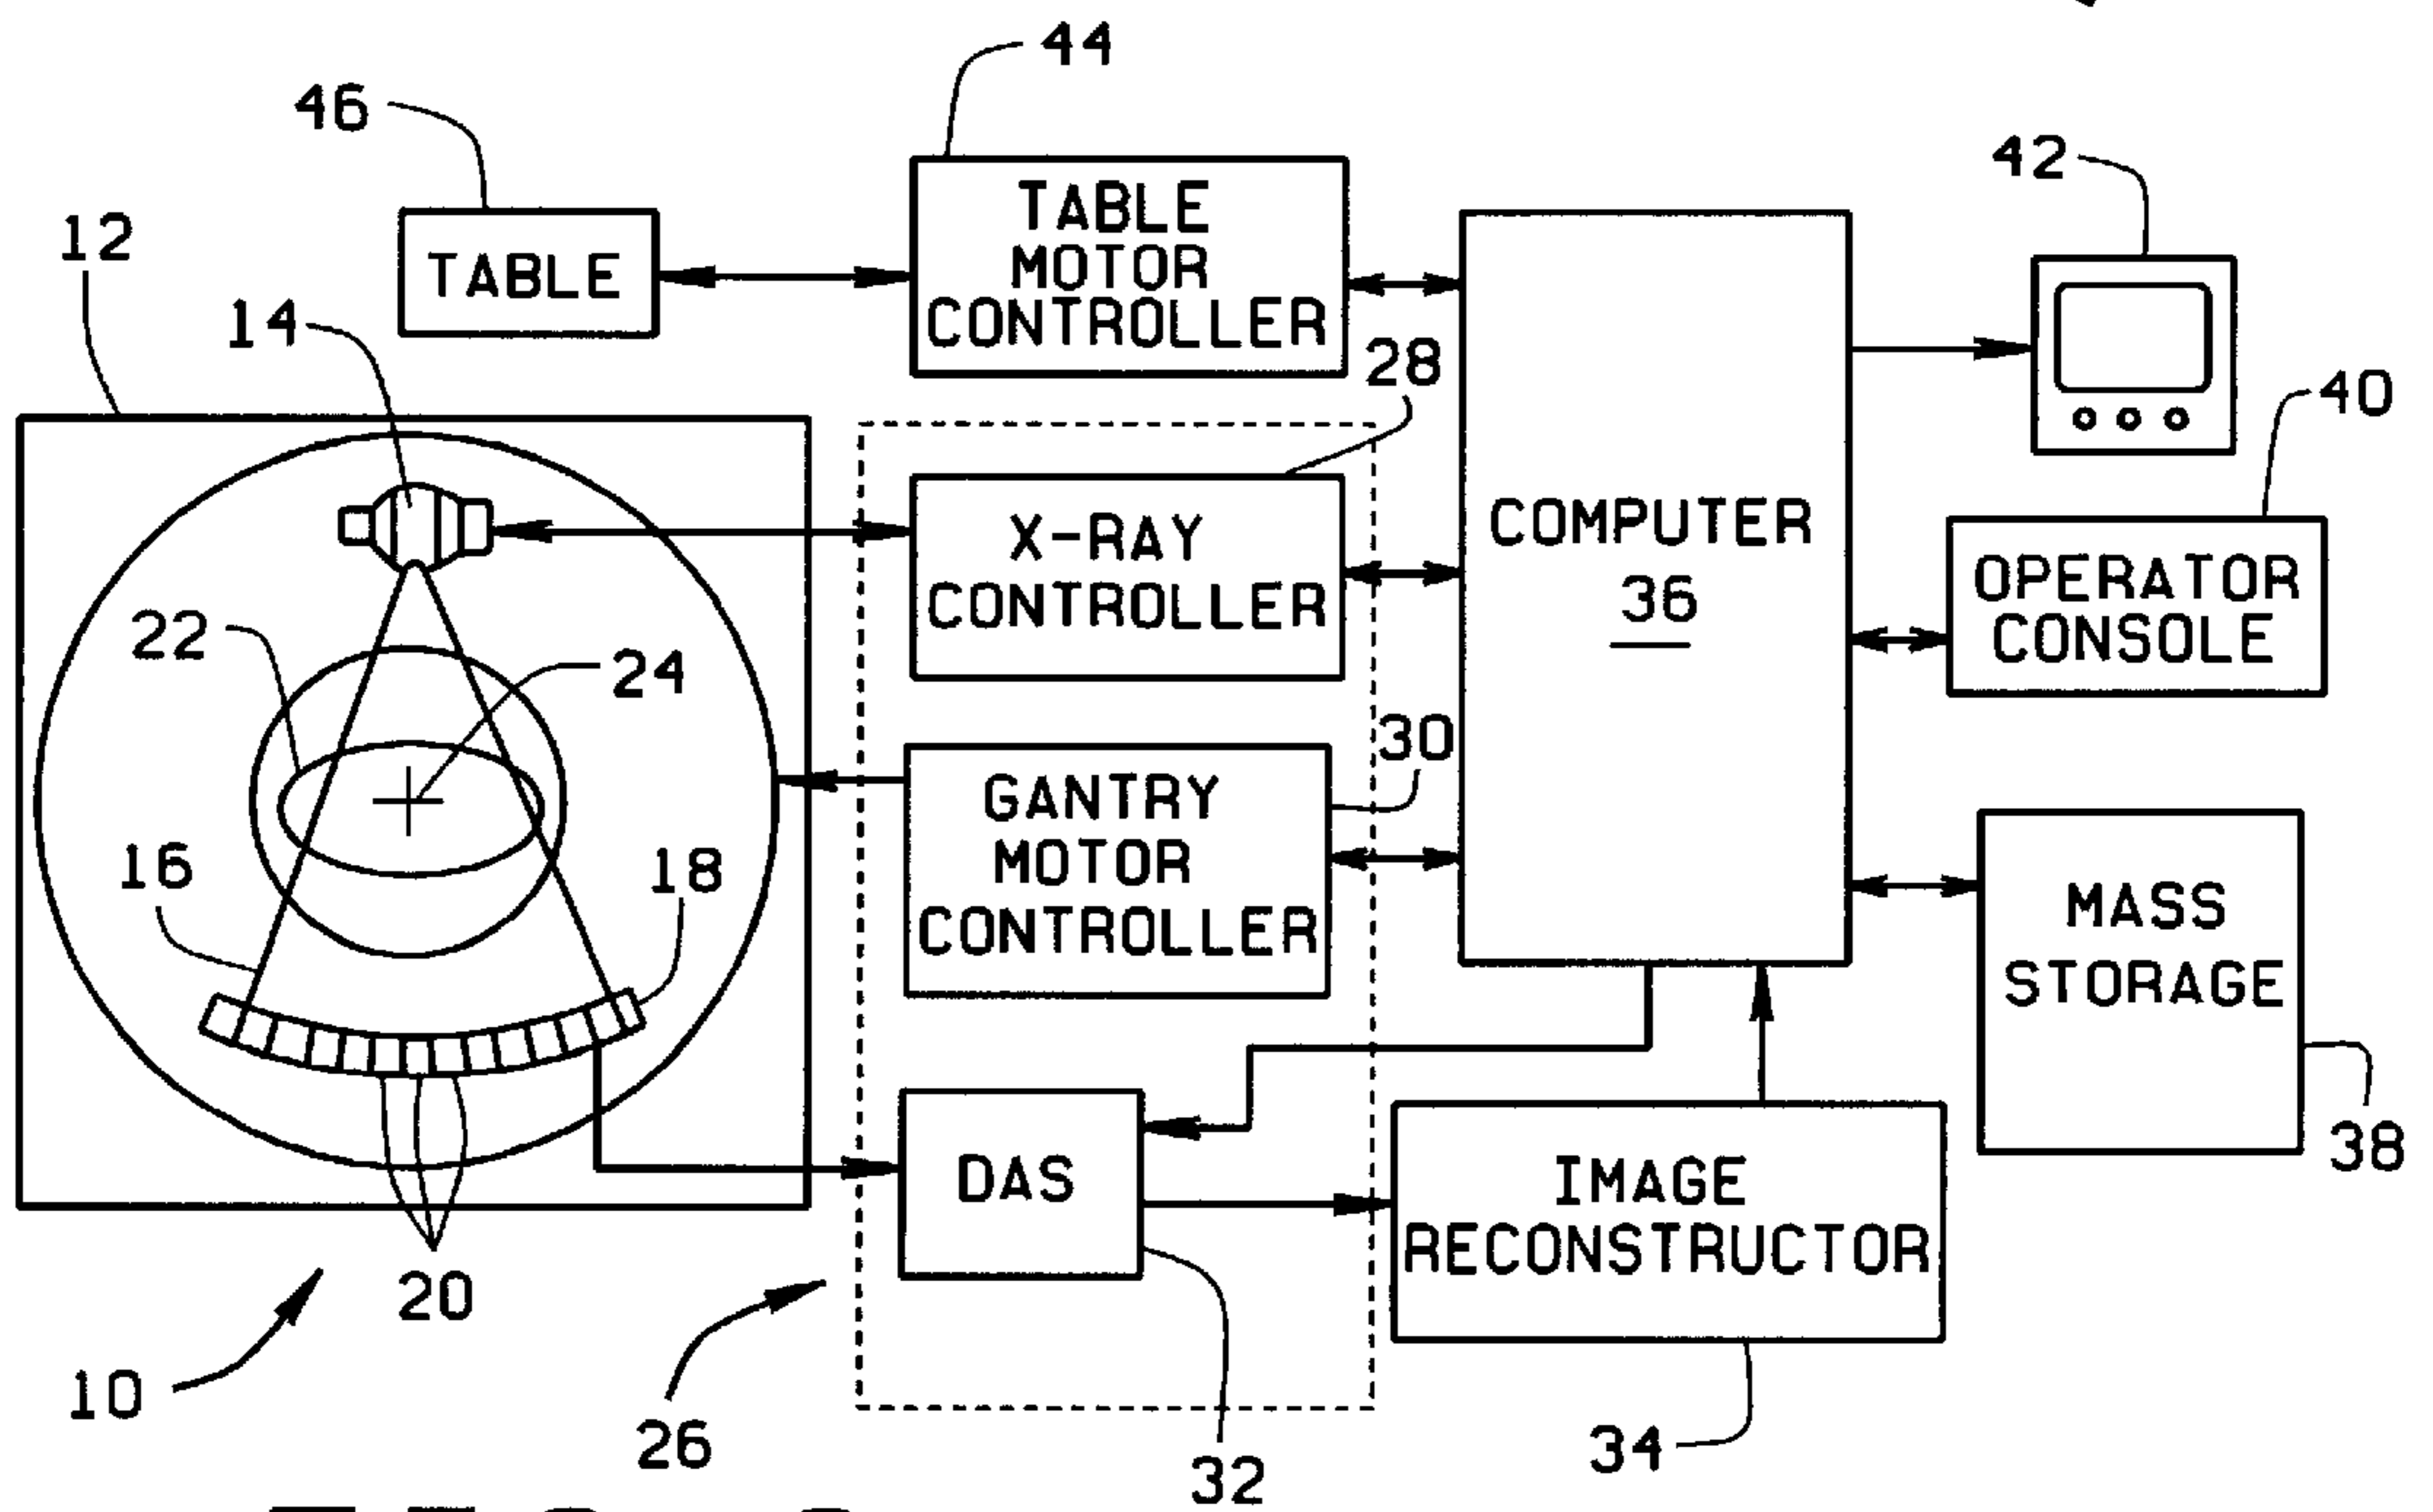 44
46
42
12
TABLE
MOTOR
CONTROLLER
TABLE
14
28
40
X-RAY
CONTROLLER
COMPUTER
36
OPERATOR
CONSOLE
22
24
30
GANTRY
MOTOR
CONTROLLER
16
18
MASS
STORAGE
38
DAS
IMAGE
RECONSTRUCTOR
20
10
26
32
34